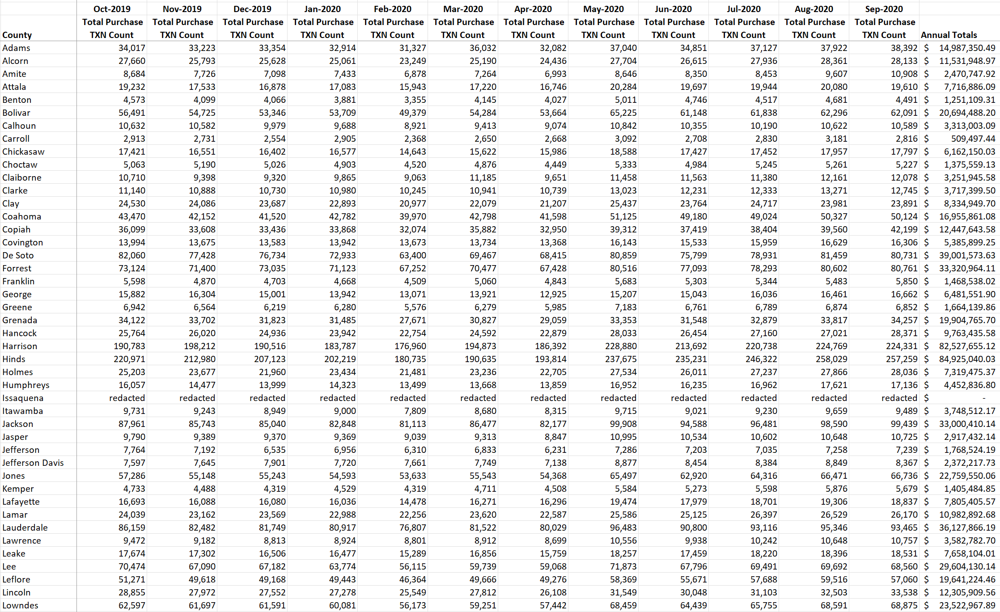 Oct-2019 Nov-2019 Dec-2019 Jan-2020 Feb-2020 Mar-2020 Apr-2020 May-2020 Jun-2020 Jul-2020 Aug-2020 Sep-2020
Total Purchase Total Purchase Total Purchase Total Purchase Total Purchase Total Purchase Total Purchase Total Purchase Total Purchase Total Purchase Total Purchase Total Purchase
County TXN Count TXN Count TXN Count TXN Count TXN Count TXN Count TXN Count TXN Count TXN Count TXN Count TXN Count TXN Count Annual Totals
Adams 34,017 33,223 33,354 32,914 31,327 36,032 32,082 37,040 34,851 37,127 37,922 38,392 $ 14,987,350.49
Alcorn 27,660 25,793 25,628 25,061 23,249 25,190 24,436 27,704 26,615 27,936 28,361 28,133 $ 11,531,948.97
Amite 8,684 7,726 7,098 7,433 6,878 7,264 6,993 8,646 8,350 8,453 9,607 10,908 $ 2,470,747.92
Attala 19,232 17,533 16,878 17,083 15,943 17,220 16,746 20,284 19,697 19,944 20,080 19,610 $ 7,716,886.09
Benton 4,573 4,099 4,066 3,881 3,355 4,145 4,027 5,011 4,746 4,517 4,681 4,491 $ 1,251,109.31
Bolivar 56,491 54,725 53,346 53,709 49,379 54,284 53,664 65,225 61,148 61,838 62,296 62,091 $ 20,694,488.20
Calhoun 10,632 10,582 9,979 9,688 8,921 9,413 9,074 10,842 10,355 10,190 10,622 10,589 $ 3,313,003.09
Carroll 2,913 2,731 2,554 2,905 2,368 2,650 2,668 3,092 2,708 2,830 3,181 2,816 $ 509,497.44
Chickasaw 17,421 16,551 16,402 16,577 14,643 15,622 15,986 18,588 17,427 17,452 17,957 17,797 $ 6,162,150.03
Choctaw 5,063 5,190 5,026 4,903 4,520 4,876 4,449 5,333 4,984 5,245 5,261 5,227 $ 1,375,559.13
Claiborne 10,710 9,398 9,320 9,865 9,063 11,185 9,651 11,458 11,563 11,380 12,161 12,078 $ 3,251,945.58
Clarke 11,140 10,888 10,730 10,980 10,245 10,941 10,739 13,023 12,231 12,333 13,271 12,745 $ 3,717,399.50
Clay 24,530 24,086 23,687 22,893 20,977 22,079 21,207 25,437 23,764 24,717 23,981 23,891 $ 8,334,949.70
Coahoma 43,470 42,152 41,520 42,782 39,970 42,798 41,598 51,125 49,180 49,024 50,327 50,124 $ 16,955,861.08
Copiah 36,099 33,608 33,436 33,868 32,074 35,882 32,950 39,312 37,419 38,404 39,560 42,199 $ 12,447,643.58
Covington 13,994 13,675 13,583 13,942 13,673 13,734 13,368 16,143 15,533 15,959 16,629 16,306 $ 5,385,899.25
De Soto 82,060 77,428 76,734 72,933 63,400 69,467 68,415 80,859 75,799 78,931 81,459 80,731 $ 39,001,573.63
Forrest 73,124 71,400 73,035 71,123 67,252 70,477 67,428 80,516 77,093 78,293 80,602 80,761 $ 33,320,964.11
Franklin 5,598 4,870 4,703 4,668 4,509 5,060 4,843 5,683 5,303 5,344 5,483 5,850 $ 1,468,538.02
George 15,882 16,304 15,001 13,942 13,071 13,921 12,925 15,207 15,043 16,036 16,461 16,662 $ 6,481,551.90
Greene 6,942 6,564 6,219 6,280 5,576 6,279 5,985 7,183 6,761 6,789 6,874 6,852 $ 1,664,139.86
Grenada 34,122 33,702 31,823 31,485 27,671 30,827 29,059 33,353 31,548 32,879 33,817 34,257 $ 19,904,765.70
Hancock 25,764 26,020 24,936 23,942 22,754 24,592 22,879 28,033 26,454 27,160 27,021 28,371 $ 9,763,435.58
Harrison 190,783 198,212 190,516 183,787 176,960 194,873 186,392 228,880 213,692 220,738 224,769 224,331 $ 82,527,655.12
Hinds 220,971 212,980 207,123 202,219 180,735 190,635 193,814 237,675 235,231 246,322 258,029 257,259 $ 84,925,040.03
Holmes 25,203 23,677 21,960 23,434 21,481 23,236 22,705 27,534 26,011 27,237 27,866 28,036 $ 7,319,475.37
Humphreys 16,057 14,477 13,999 14,323 13,499 13,668 13,859 16,952 16,235 16,962 17,621 17,136 $ 4,452,836.80
Issaquena redacted redacted redacted redacted redacted redacted redacted redacted redacted redacted redacted redacted $ -
Itawamba 9,731 9,243 8,949 9,000 7,809 8,680 8,315 9,715 9,021 9,230 9,659 9,489 $ 3,748,512.17
Jackson 87,961 85,743 85,040 82,848 81,113 86,477 82,177 99,908 94,588 96,481 98,590 99,439 $ 33,000,410.14
Jasper 9,790 9,389 9,370 9,369 9,039 9,313 8,847 10,995 10,534 10,602 10,648 10,725 $ 2,917,432.14
Jefferson 7,764 7,192 6,535 6,956 6,310 6,833 6,231 7,286 7,203 7,035 7,258 7,239 $ 1,768,524.19
Jefferson Davis 7,597 7,645 7,901 7,720 7,661 7,749 7,138 8,877 8,454 8,384 8,849 8,367 $ 2,372,217.73
Jones 57,286 55,148 55,243 54,593 53,633 55,543 54,368 65,497 62,920 64,316 66,471 66,736 $ 22,759,550.06
Kemper 4,733 4,488 4,319 4,529 4,319 4,711 4,508 5,584 5,273 5,598 5,876 5,679 $ 1,405,484.85
Lafayette 16,693 16,088 16,080 16,036 14,478 16,271 16,296 19,474 17,979 18,701 19,306 18,837 $ 7,805,405.57
Lamar 24,039 23,162 23,569 22,988 22,256 23,620 22,587 25,586 25,125 26,397 26,529 26,170 $ 10,982,892.68
Lauderdale 86,159 82,482 81,749 80,917 76,807 81,522 80,029 96,483 90,800 93,116 95,346 93,465 $ 36,127,866.19
Lawrence 9,472 9,182 8,813 8,924 8,801 8,912 8,699 10,556 9,938 10,242 10,648 10,757 $ 3,582,782.70
Leake 17,674 17,302 16,506 16,477 15,289 16,856 15,759 18,257 17,459 18,220 18,396 18,531 $ 7,658,104.01
Lee 70,474 67,090 67,182 63,774 56,115 59,739 59,068 71,873 67,796 69,491 69,692 68,560 $ 29,604,130.14
Leflore 51,271 49,618 49,168 49,443 46,364 49,666 49,276 58,369 55,671 57,688 59,516 57,060 $ 19,641,224.46
Lincoln 28,855 27,972 27,552 27,278 25,549 27,812 26,108 31,549 30,048 31,103 32,503 33,538 $ 12,305,909.56
Lowndes 62,597 61,697 61,591 60,081 56,173 59,251 57,442 68,459 64,439 65,755 68,591 68,875 $ 23,522,967.89